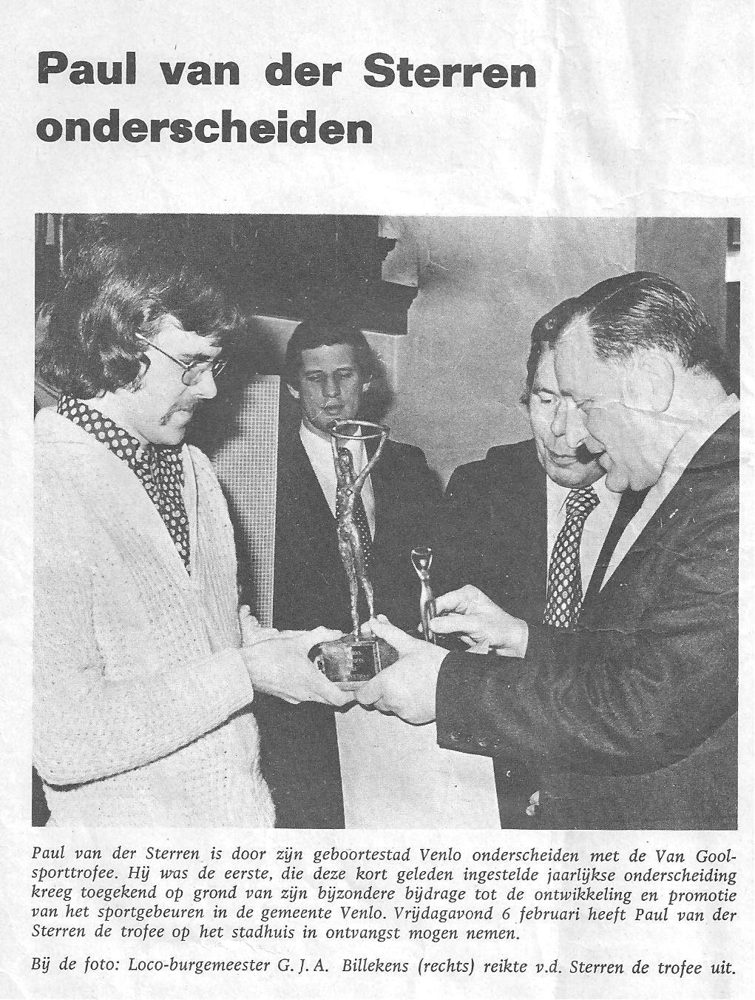 Paul van der Sterren
onderscheiden
Paul van der Sterren is door zijn geboortestad Venlo onderscheiden met de Van Gool-
sporttrofee. Hij was de eerste, die deze kort geleden ingestelde jaarlijkse onderscheiding
kreeg toegekend op grond van zijn bijzondere bijdrage tot de ontwikkeling en promotie
van het sportgebeuren in de gemeente Venlo. Vrijdagavond 6 februari heeft Paul van der
Sterren de trofee op het stadhuis in ontvangst mogen nemen.
Bij de foto: Loco-burgemeester G. J. A. Billekens (rechts) reikte v.d. Sterren de trofee uit.